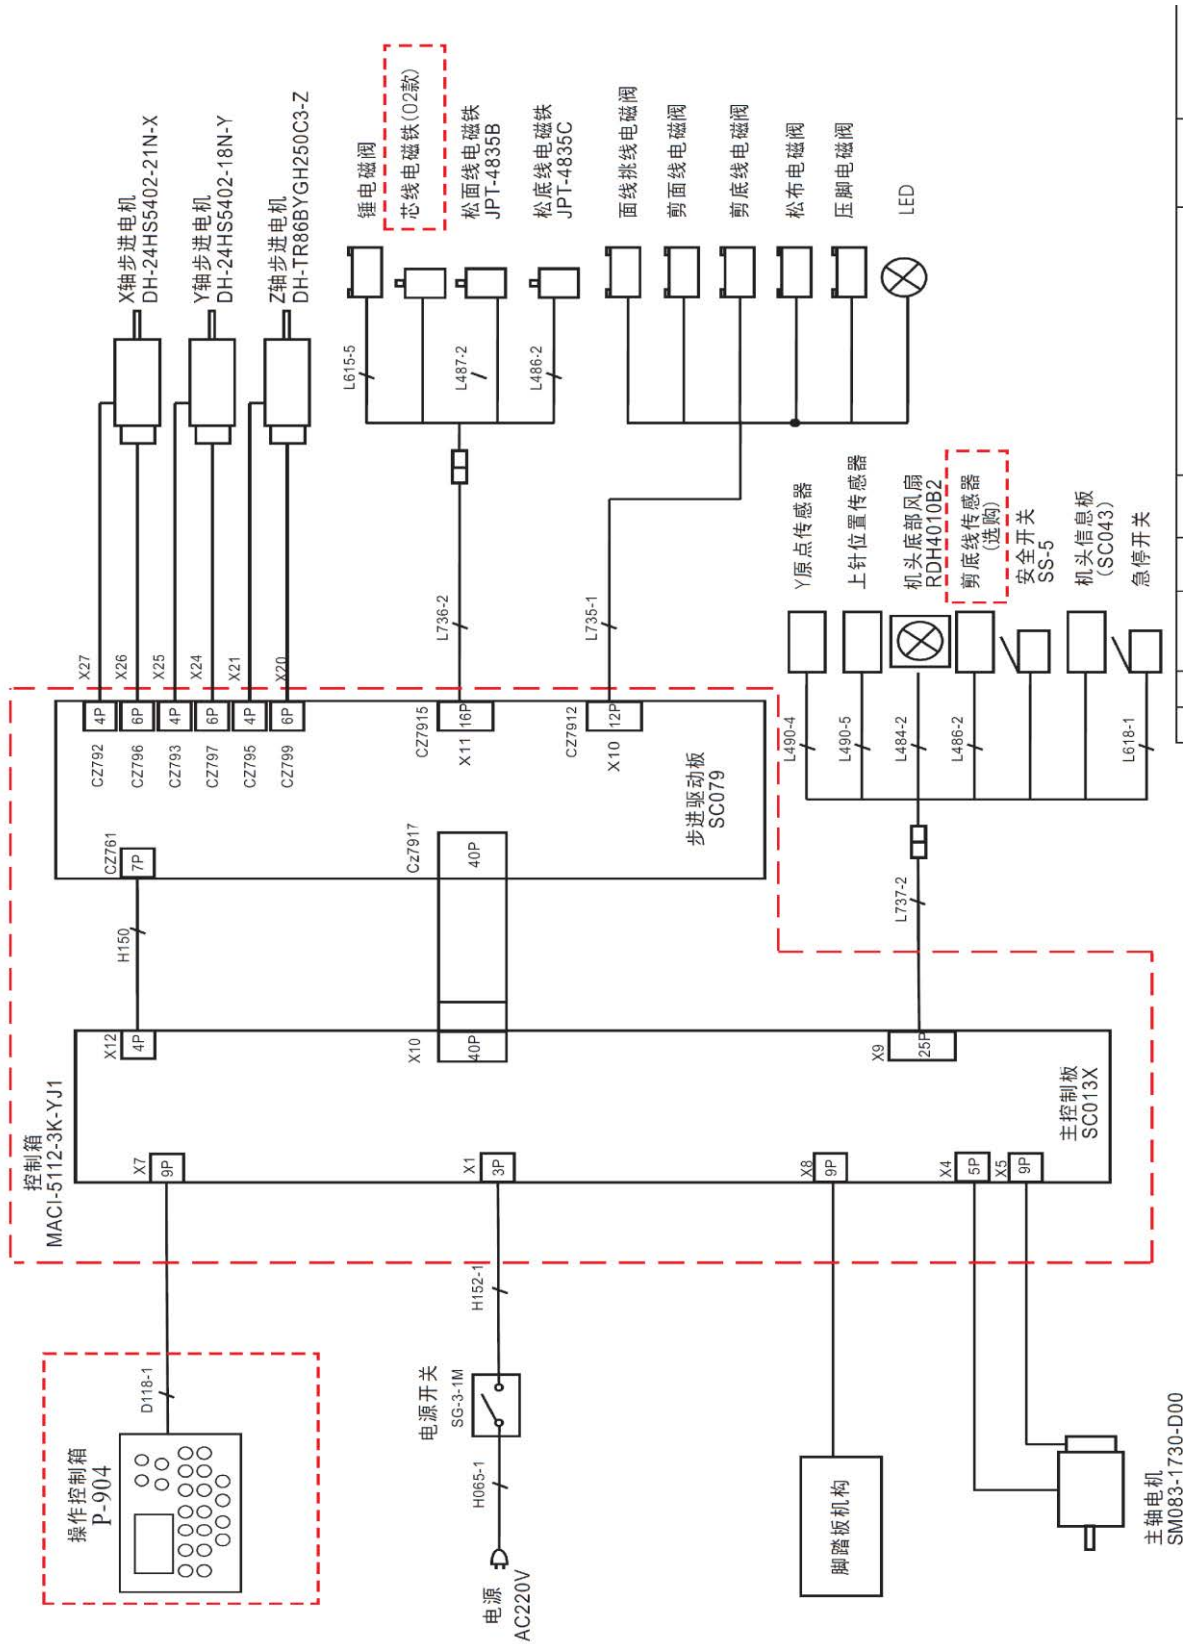 控制箱
MACI-5112-3K-YJ1
操作控制箱
P-904
D118-1
X7
9P
电源
AC220V
H065-1
电源开关
SG-3-1M
H152-1
X1
3P
脚踏板机构
X8
9P
主轴电机
SM083-1730-D00
X4
5P
X5
9P
主控制板
SC013X
X12
4P
H150
CZ761
7P
X10
40P
Cz7917
40P
X9
25P
L737-2
步进驱动板
SC079
CZ792
4P
X27
CZ796
6P
X26
CZ793
4P
X25
CZ797
6P
X24
CZ795
4P
X21
CZ799
6P
X20
X轴步进电机
DH-24HS5402-21N-X
Y轴步进电机
DH-24HS5402-18N-Y
Z轴步进电机
DH-TR86BYGH250C3-Z
CZ7915
X11
16P
L736-2
L615-5
锤电磁阀
芯线电磁铁(02款)
L487-2
松面线电磁铁
JPT-4835B
L486-2
松底线电磁铁
JPT-4835C
CZ7912
X10
12P
L735-1
面线挑线电磁阀
剪面线电磁阀
剪底线电磁阀
松布电磁阀
压脚电磁阀
LED
L490-4
Y原点传感器
L490-5
上针位置传感器
L484-2
机头底部风扇
RDH4010B2
L486-2
剪底线传感器
(选购)
安全开关
SS-5
机头信息板
(SC043)
L618-1
急停开关